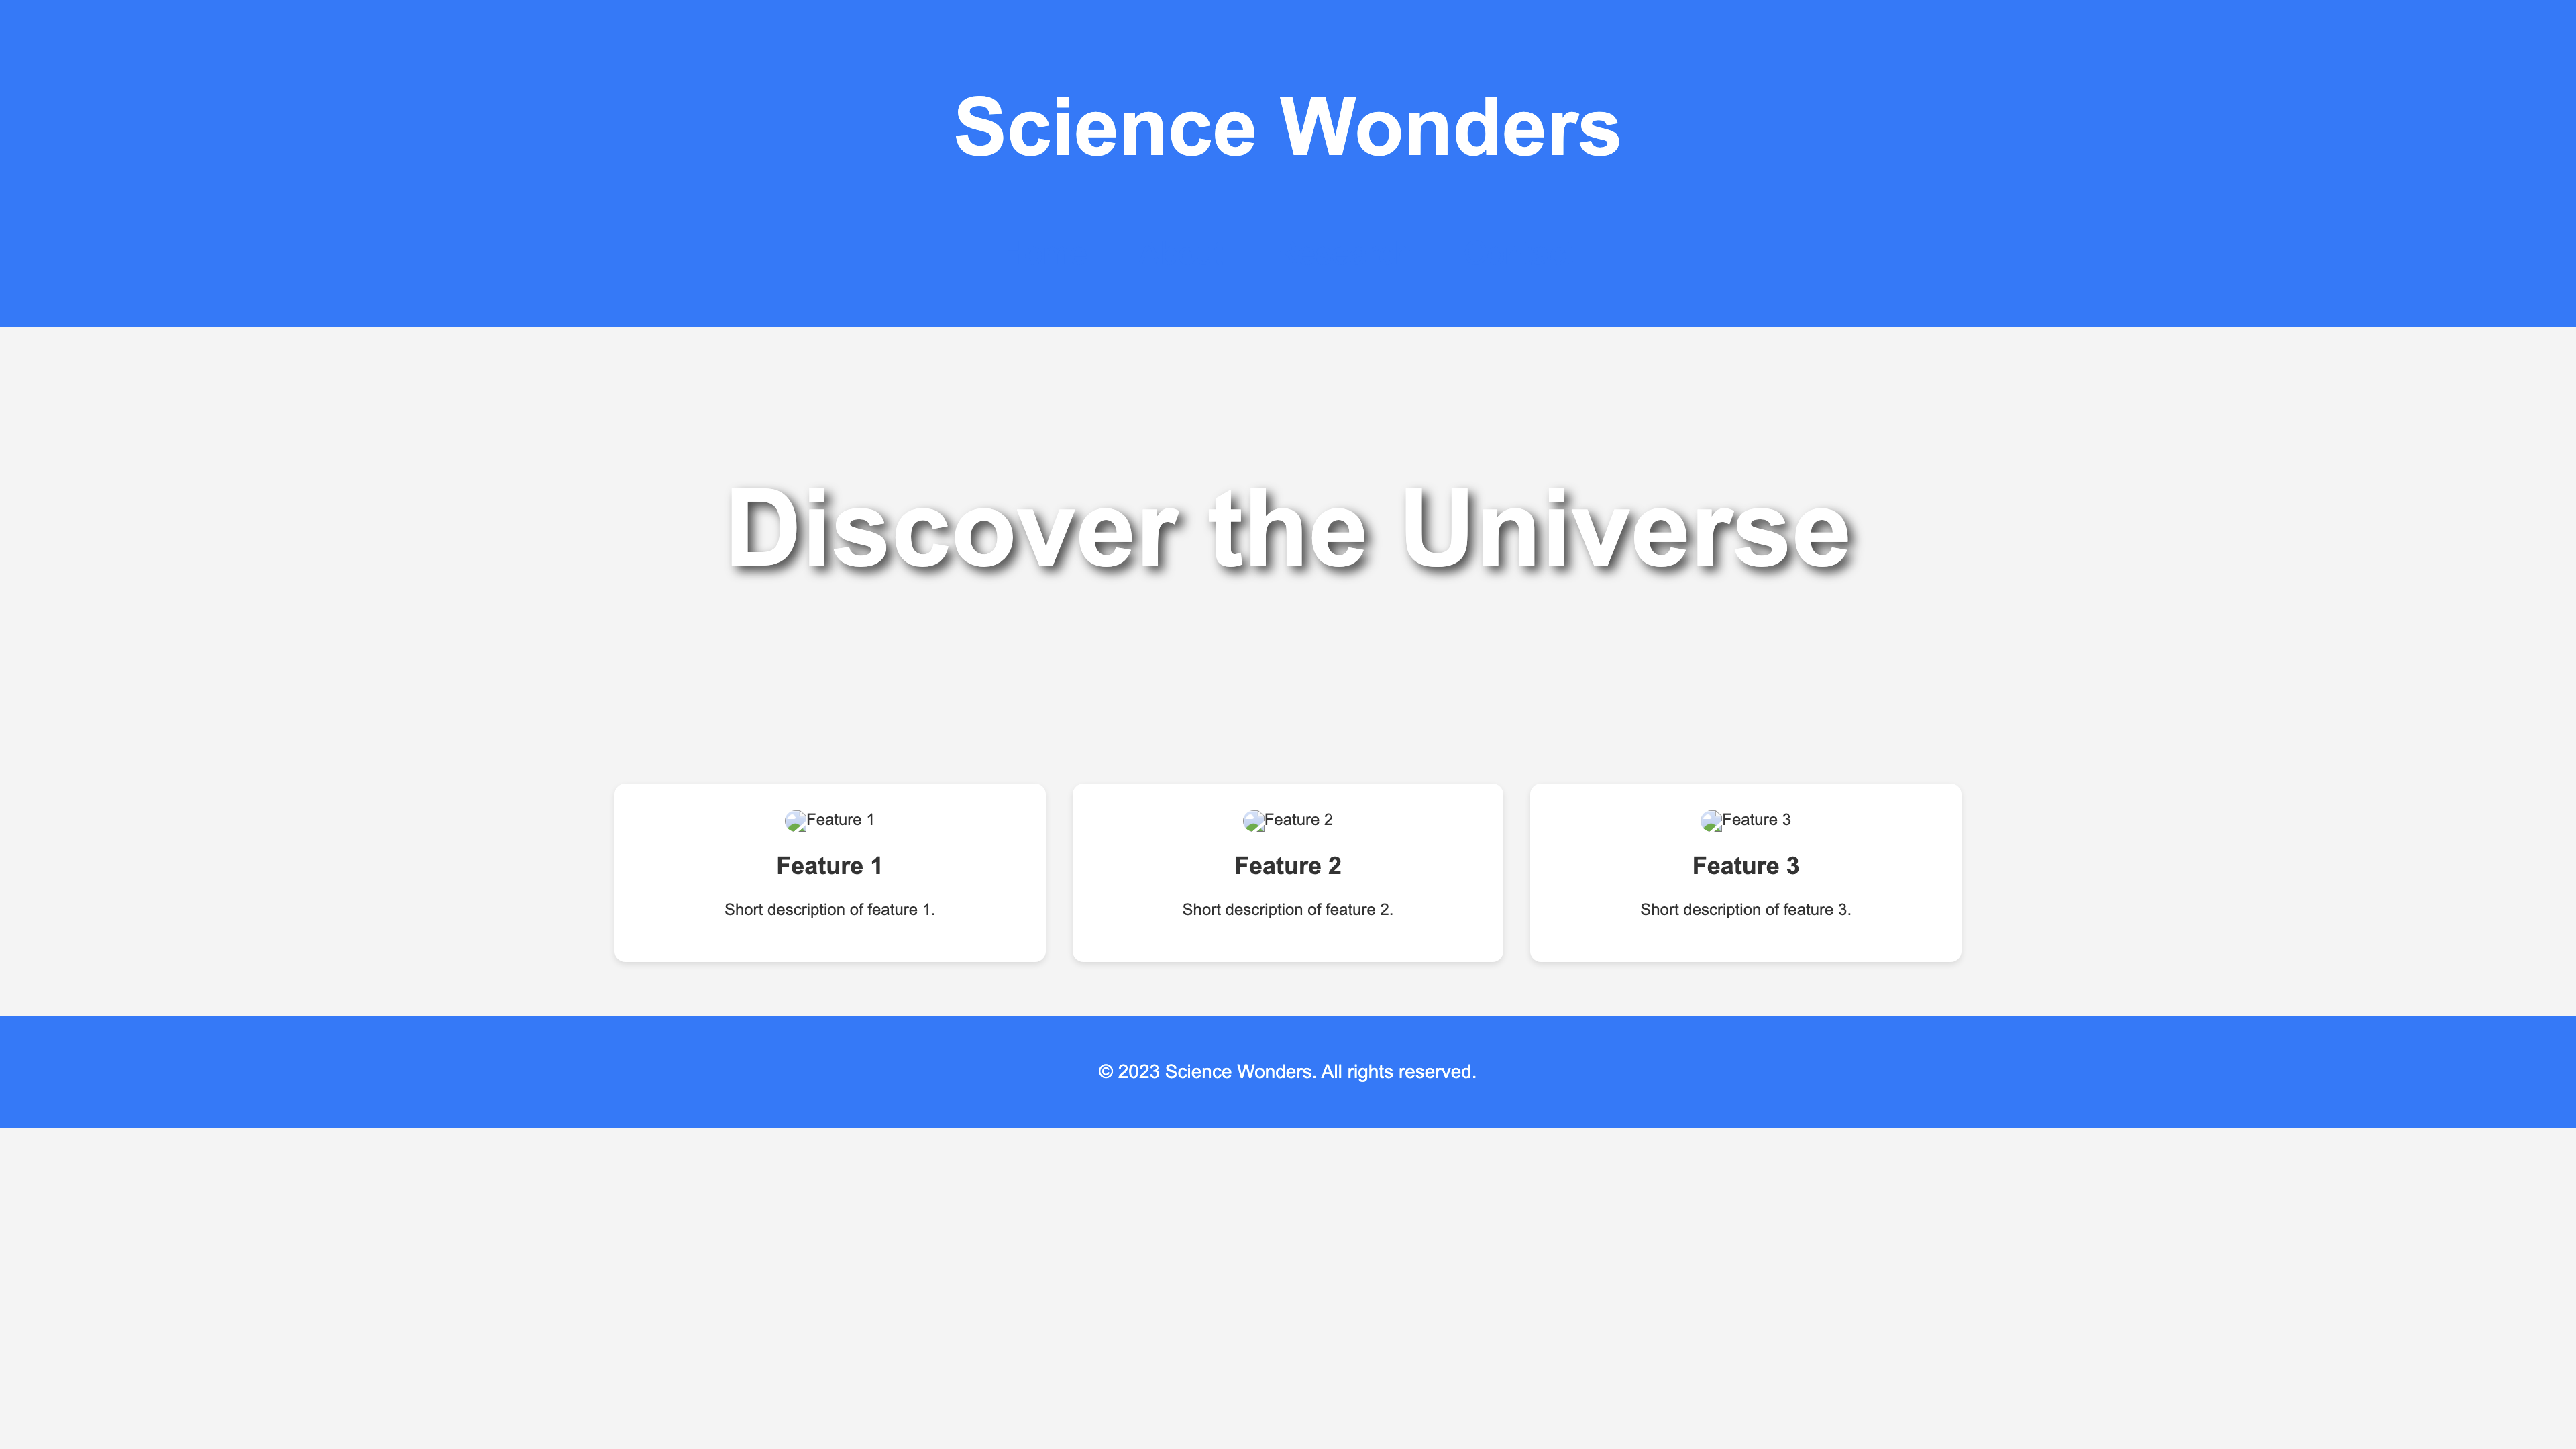 Science Wonders
Discover the Universe
Feature 1
Feature 1
Short description of feature 1.
Feature 2
Feature 2
Short description of feature 2.
Feature 3
Feature 3
Short description of feature 3.
© 2023 Science Wonders. All rights reserved.